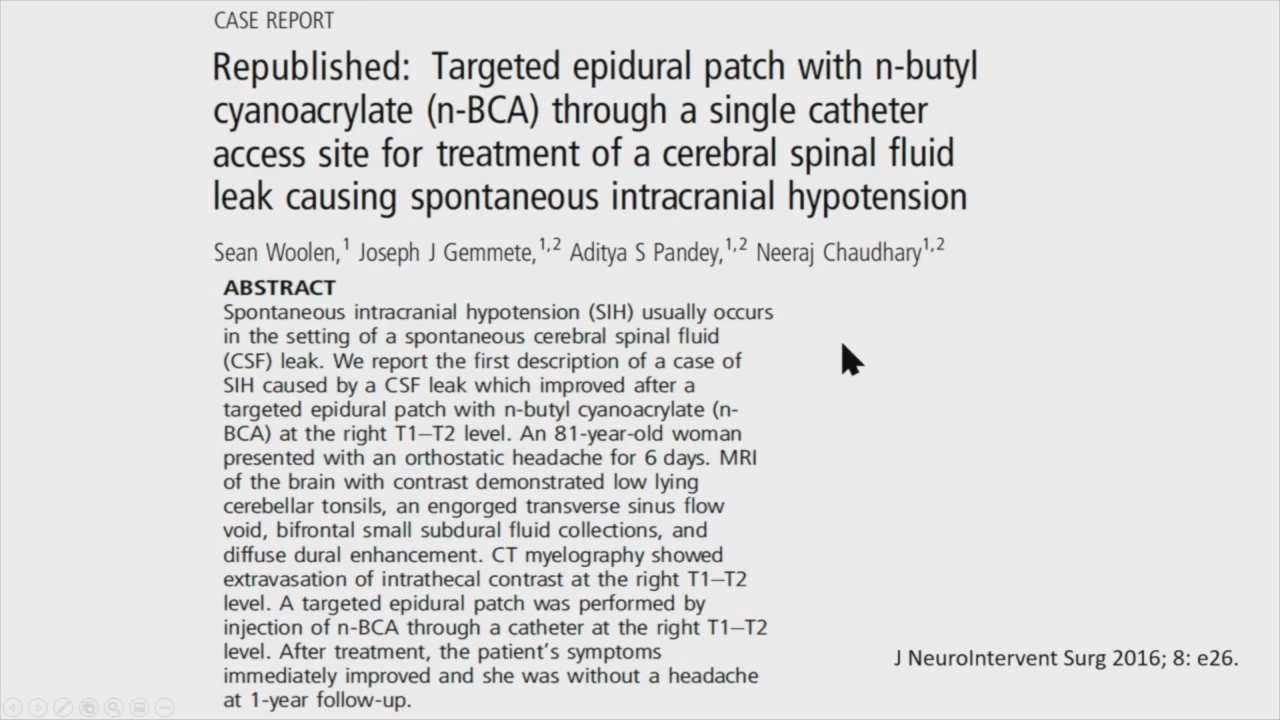 CASE REPORT
Republished: Targeted epidural patch with n-butyl
cyanoacrylate (n-BCA) through a single catheter
access site for treatment of a cerebral spinal fluid
leak causing spontaneous intracranial hypotension
Sean Woolen,1 Joseph J Gemmete,1,2 Aditya S Pandey,1,2 Neeraj Chaudhary1,2
ABSTRACT
Spontaneous intracranial hypotension (SIH) usually occurs
in the setting of a spontaneous cerebral spinal fluid
(CSF) leak. We report the first description of a case of
SIH caused by a CSF leak which improved after a
targeted epidural patch with n-butyl cyanoacrylate (n-
BCA) at the right T1–T2 level. An 81-year-old woman
presented with an orthostatic headache for 6 days. MRI
of the brain with contrast demonstrated low lying
cerebellar tonsils, an engorged transverse sinus flow
void, bifrontal small subdural fluid collections, and
diffuse dural enhancement. CT myelography showed
extravasation of intrathecal contrast at the right T1–T2
level. A targeted epidural patch was performed by
injection of n-BCA through a catheter at the right T1–T2
level. After treatment, the patient's symptoms
immediately improved and she was without a headache
at 1-year follow-up.
J NeuroIntervent Surg 2016; 8: e26.